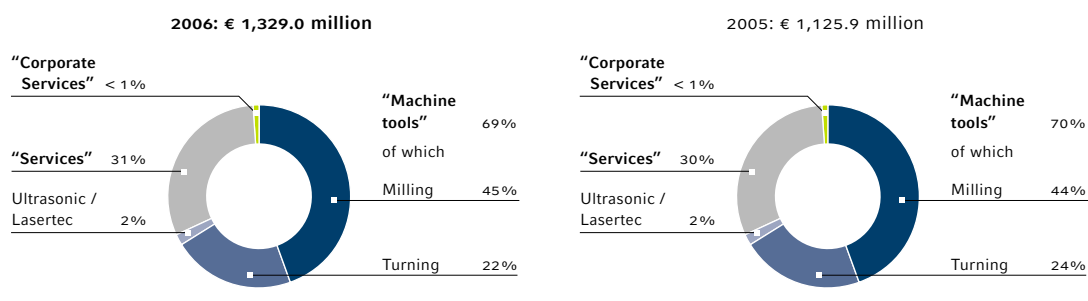 2006: € 1,329.0 million
“Corporate
Services” < 1%
“Machine
tools” 69%
of which
“Services” 31%
Milling 45%
Ultrasonic /
Lasertec 2%
Turning 22%
2005: € 1,125.9 million
“Corporate
Services” < 1%
“Machine
tools” 70%
of which
“Services” 30%
Milling 44%
Ultrasonic /
Lasertec 2%
Turning 24%